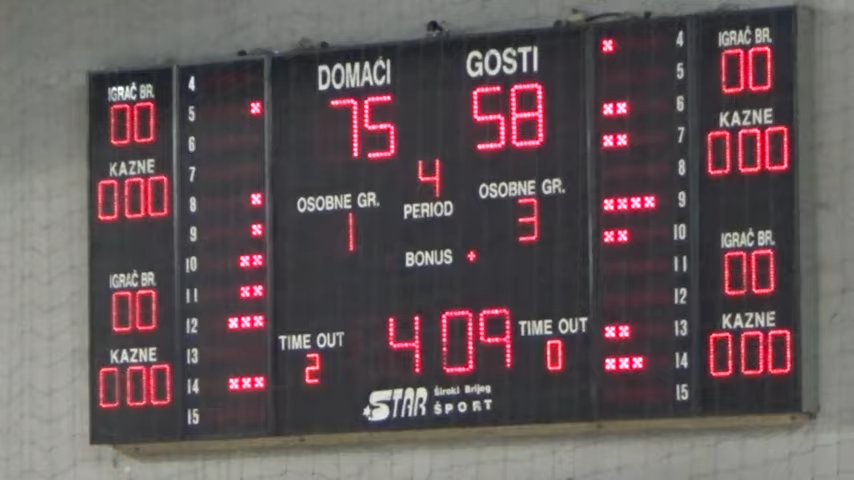 DOMAĆI GOSTI
75 58
4
PERIOD
OSOBNE GR. OSOBNE GR.
1 3
BONUS
4 09
TIME OUT TIME OUT
2 0
STAR Široki Brijeg
ŠPORT
IGRAČ BR.
00
KAZNE
000
IGRAČ BR.
00
KAZNE
000
4
5
6
7
8
9
10
11
12
13
14
15
4
5
6
7
8
9
10
11
12
13
14
15
IGRAČ BR.
00
KAZNE
000
IGRAČ BR.
00
KAZNE
000